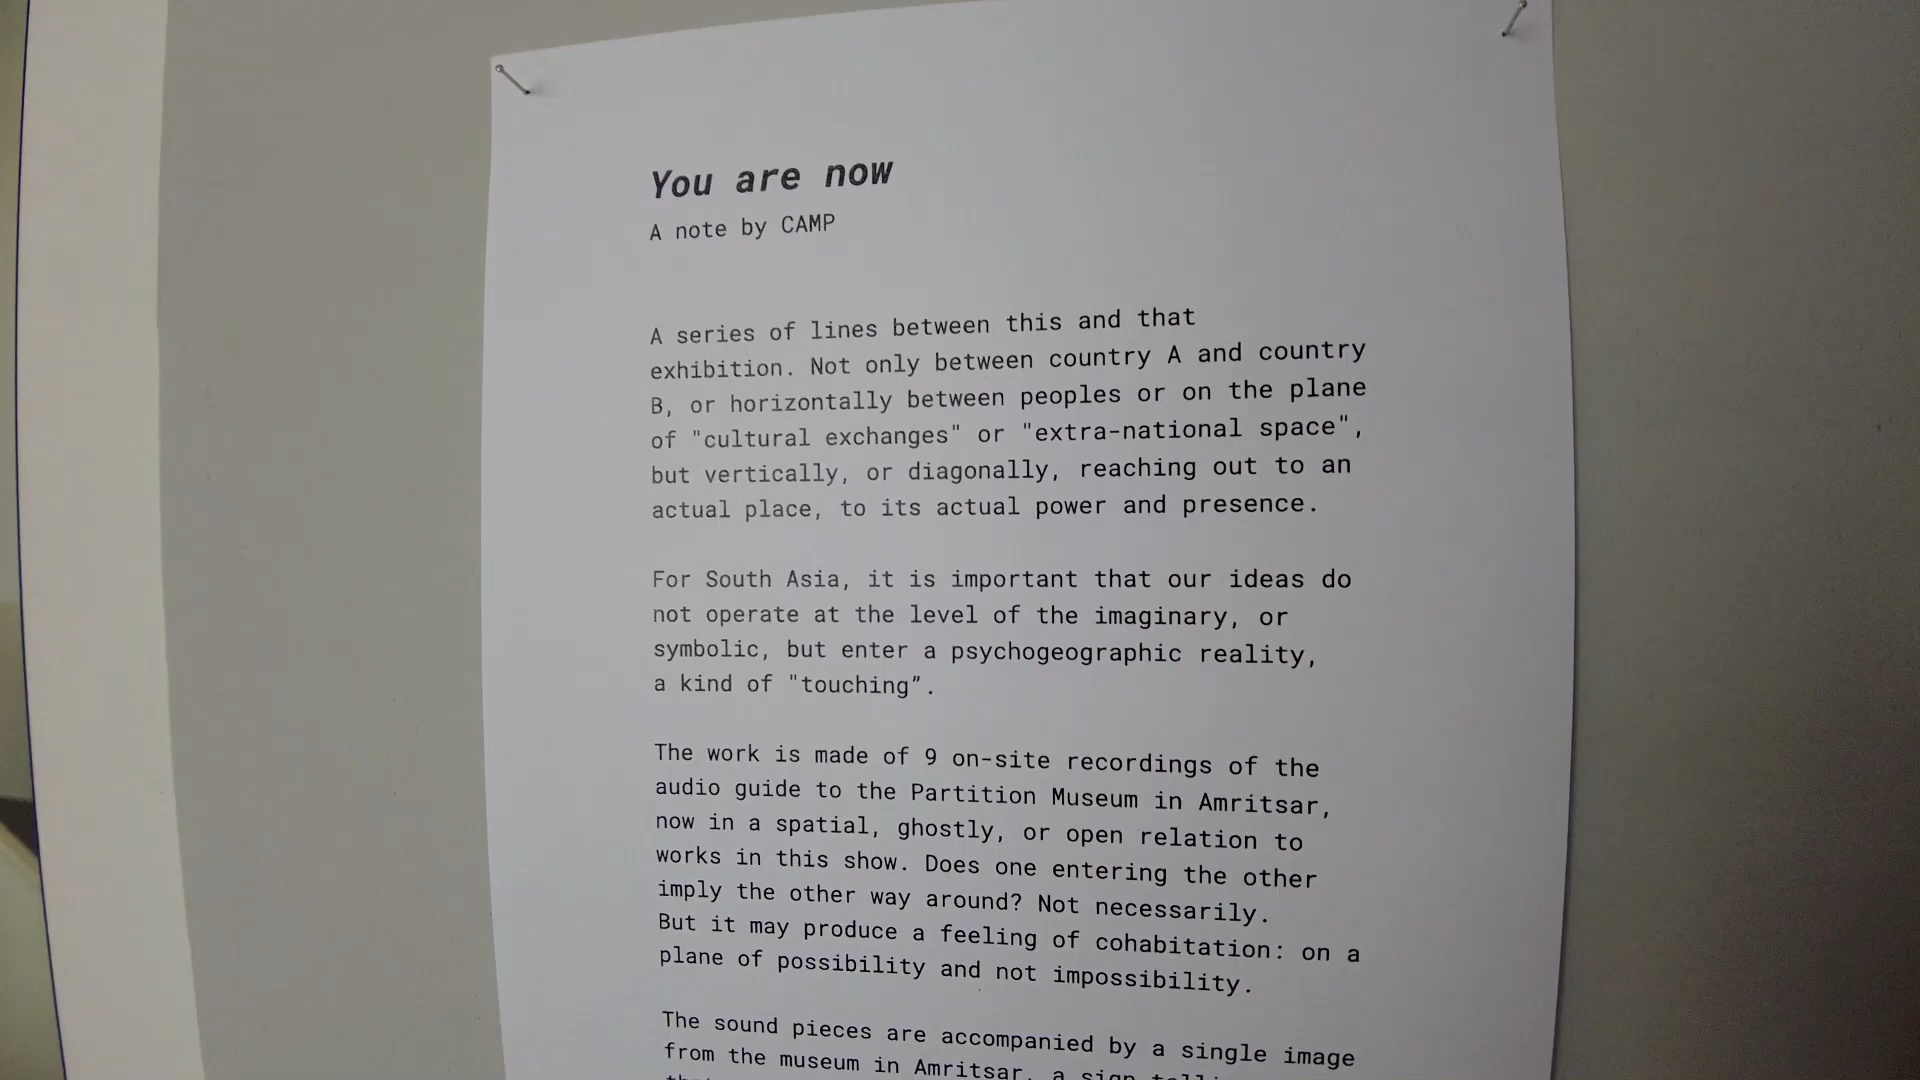 You are now
A note by CAMP
A series of lines between this and that
exhibition. Not only between country A and country
B, or horizontally between peoples or on the plane
of "cultural exchanges" or "extra-national space",
but vertically, or diagonally, reaching out to an
actual place, to its actual power and presence.
For South Asia, it is important that our ideas do
not operate at the level of the imaginary, or
symbolic, but enter a psychogeographic reality,
a kind of "touching”.
The work is made of 9 on-site recordings of the
audio guide to the Partition Museum in Amritsar,
now in a spatial, ghostly, or open relation to
works in this show. Does one entering the other
imply the other way around? Not necessarily.
But it may produce a feeling of cohabitation: on a
plane of possibility and not impossibility.
The sound pieces are accompanied by a single image
from the museum in Amritsar, a sign